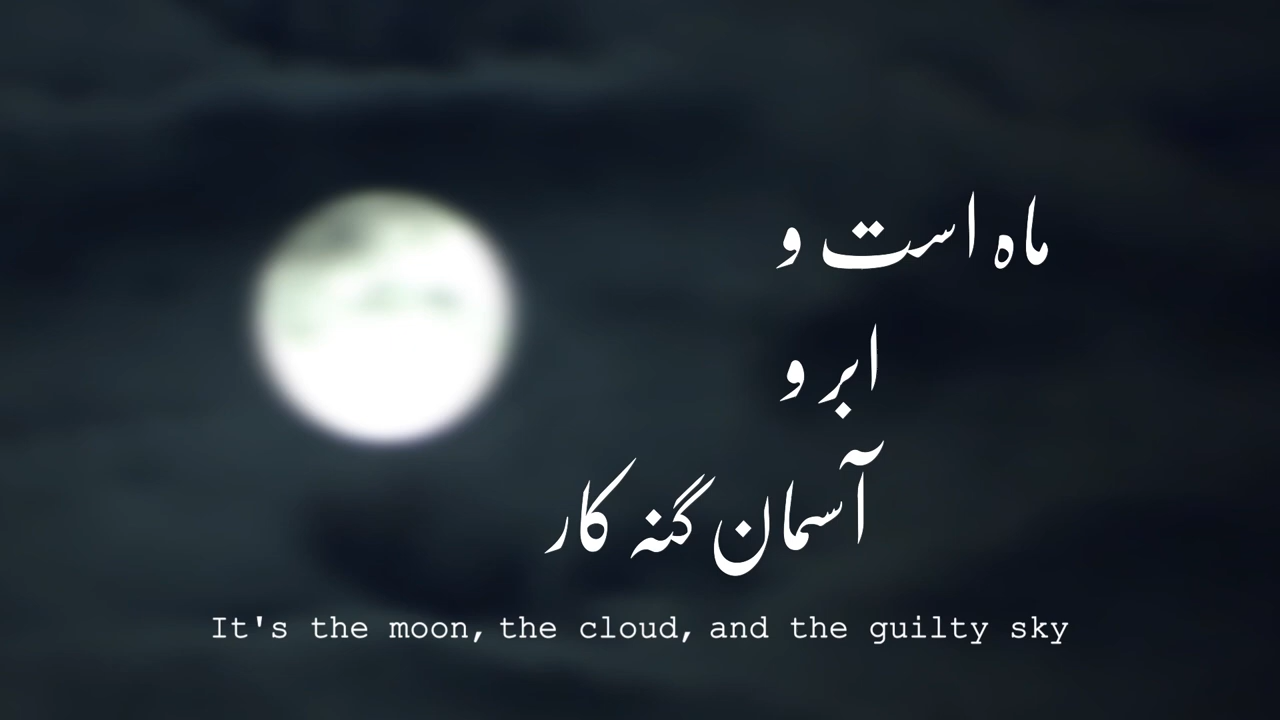 ماه است و
ابر و
آسمان گنه کار
It's the moon, the cloud, and the guilty sky